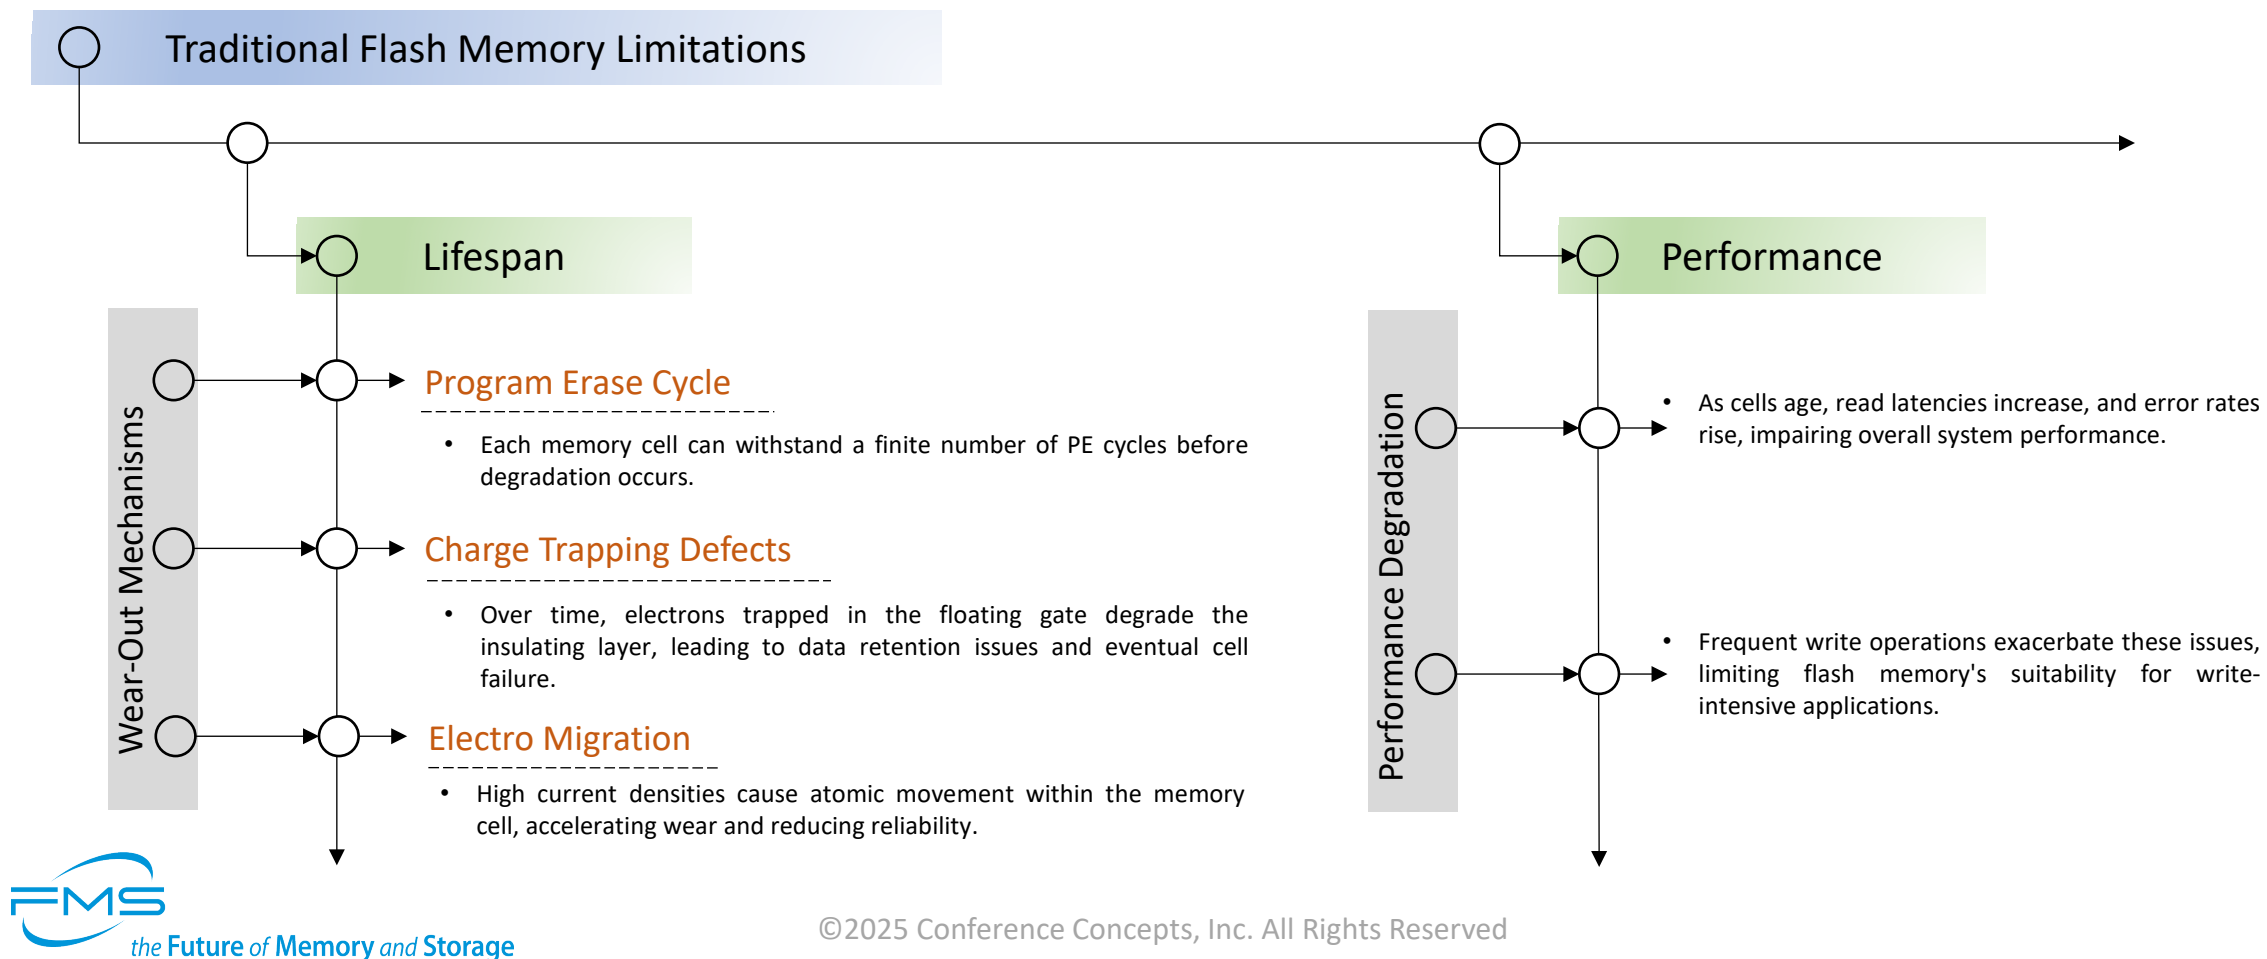 Traditional Flash Memory Limitations
Lifespan
Wear-Out Mechanisms
Program Erase Cycle
• Each memory cell can withstand a finite number of PE cycles before
degradation occurs.
Charge Trapping Defects
• Over time, electrons trapped in the floating gate degrade the
insulating layer, leading to data retention issues and eventual cell
failure.
Electro Migration
• High current densities cause atomic movement within the memory
cell, accelerating wear and reducing reliability.
Performance
Performance Degradation
• As cells age, read latencies increase, and error rates
rise, impairing overall system performance.
• Frequent write operations exacerbate these issues,
limiting flash memory's suitability for write-
intensive applications.
FMS
the Future of Memory and Storage
©2025 Conference Concepts, Inc. All Rights Reserved